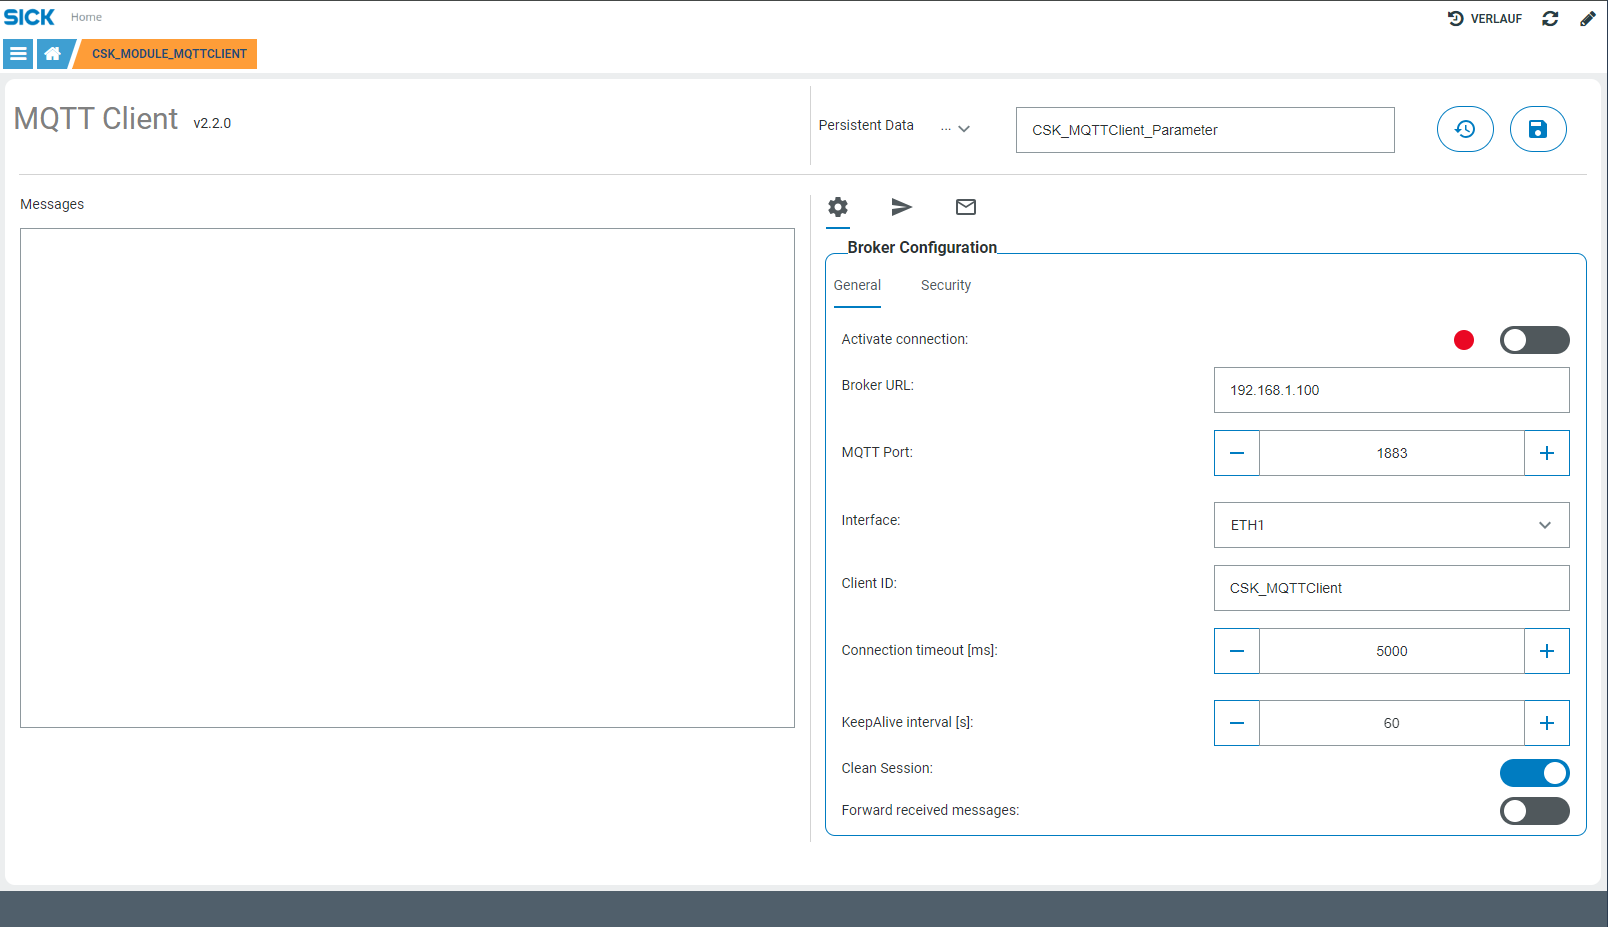 SICK Home
VERLAUF
CSK_MODULE_MQTTCLIENT
MQTT Client v2.2.0
Persistent Data ...
CSK_MQTTClient_Parameter
Messages
Broker Configuration
General Security
Activate connection:
Broker URL: 192.168.1.100
MQTT Port: 1883
Interface: ETH1
Client ID: CSK_MQTTClient
Connection timeout [ms]: 5000
KeepAlive interval [s]: 60
Clean Session:
Forward received messages: